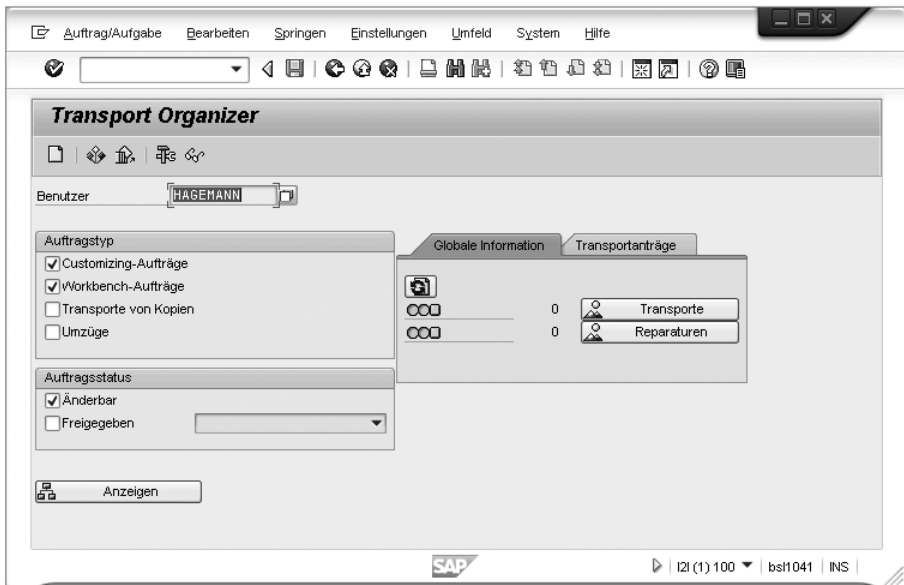 Auftrag/Aufgabe Bearbeiten Springen Einstellungen Umfeld System Hilfe
Transport Organizer
Benutzer HAGEMANN
Auftragstyp
Customizing-Aufträge
Workbench-Aufträge
Transporte von Kopien
Umzüge
Globale Information Transportanträge
0 Transporte
0 Reparaturen
Auftragsstatus
Änderbar
Freigegeben
Anzeigen
SAP I2I (1) 100 bsl1041 INS